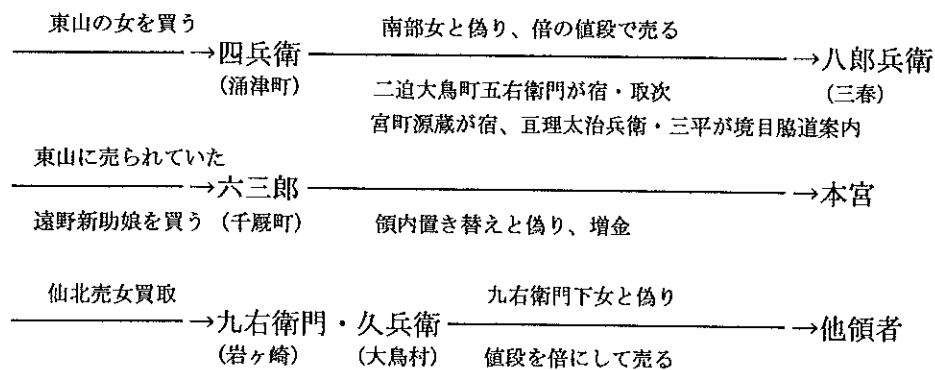 東山の女を買う
南部女と偽り、倍の値段で売る
四兵衛
八郎兵衛
(涌津町)
二迫大鳥町五右衛門が宿・取次
(三春)
宮町源蔵が宿、亘理太治兵衛・三平が境目脇道案内
東山に売られていた
六三郎
本宮
遠野新助娘を買う
(千厩町)
領内置き替えと偽り、増金
仙北売女買取
九右衛門下女と偽り
九右衛門・久兵衛
他領者
(岩ヶ崎)
(大鳥村)
値段を倍にして売る